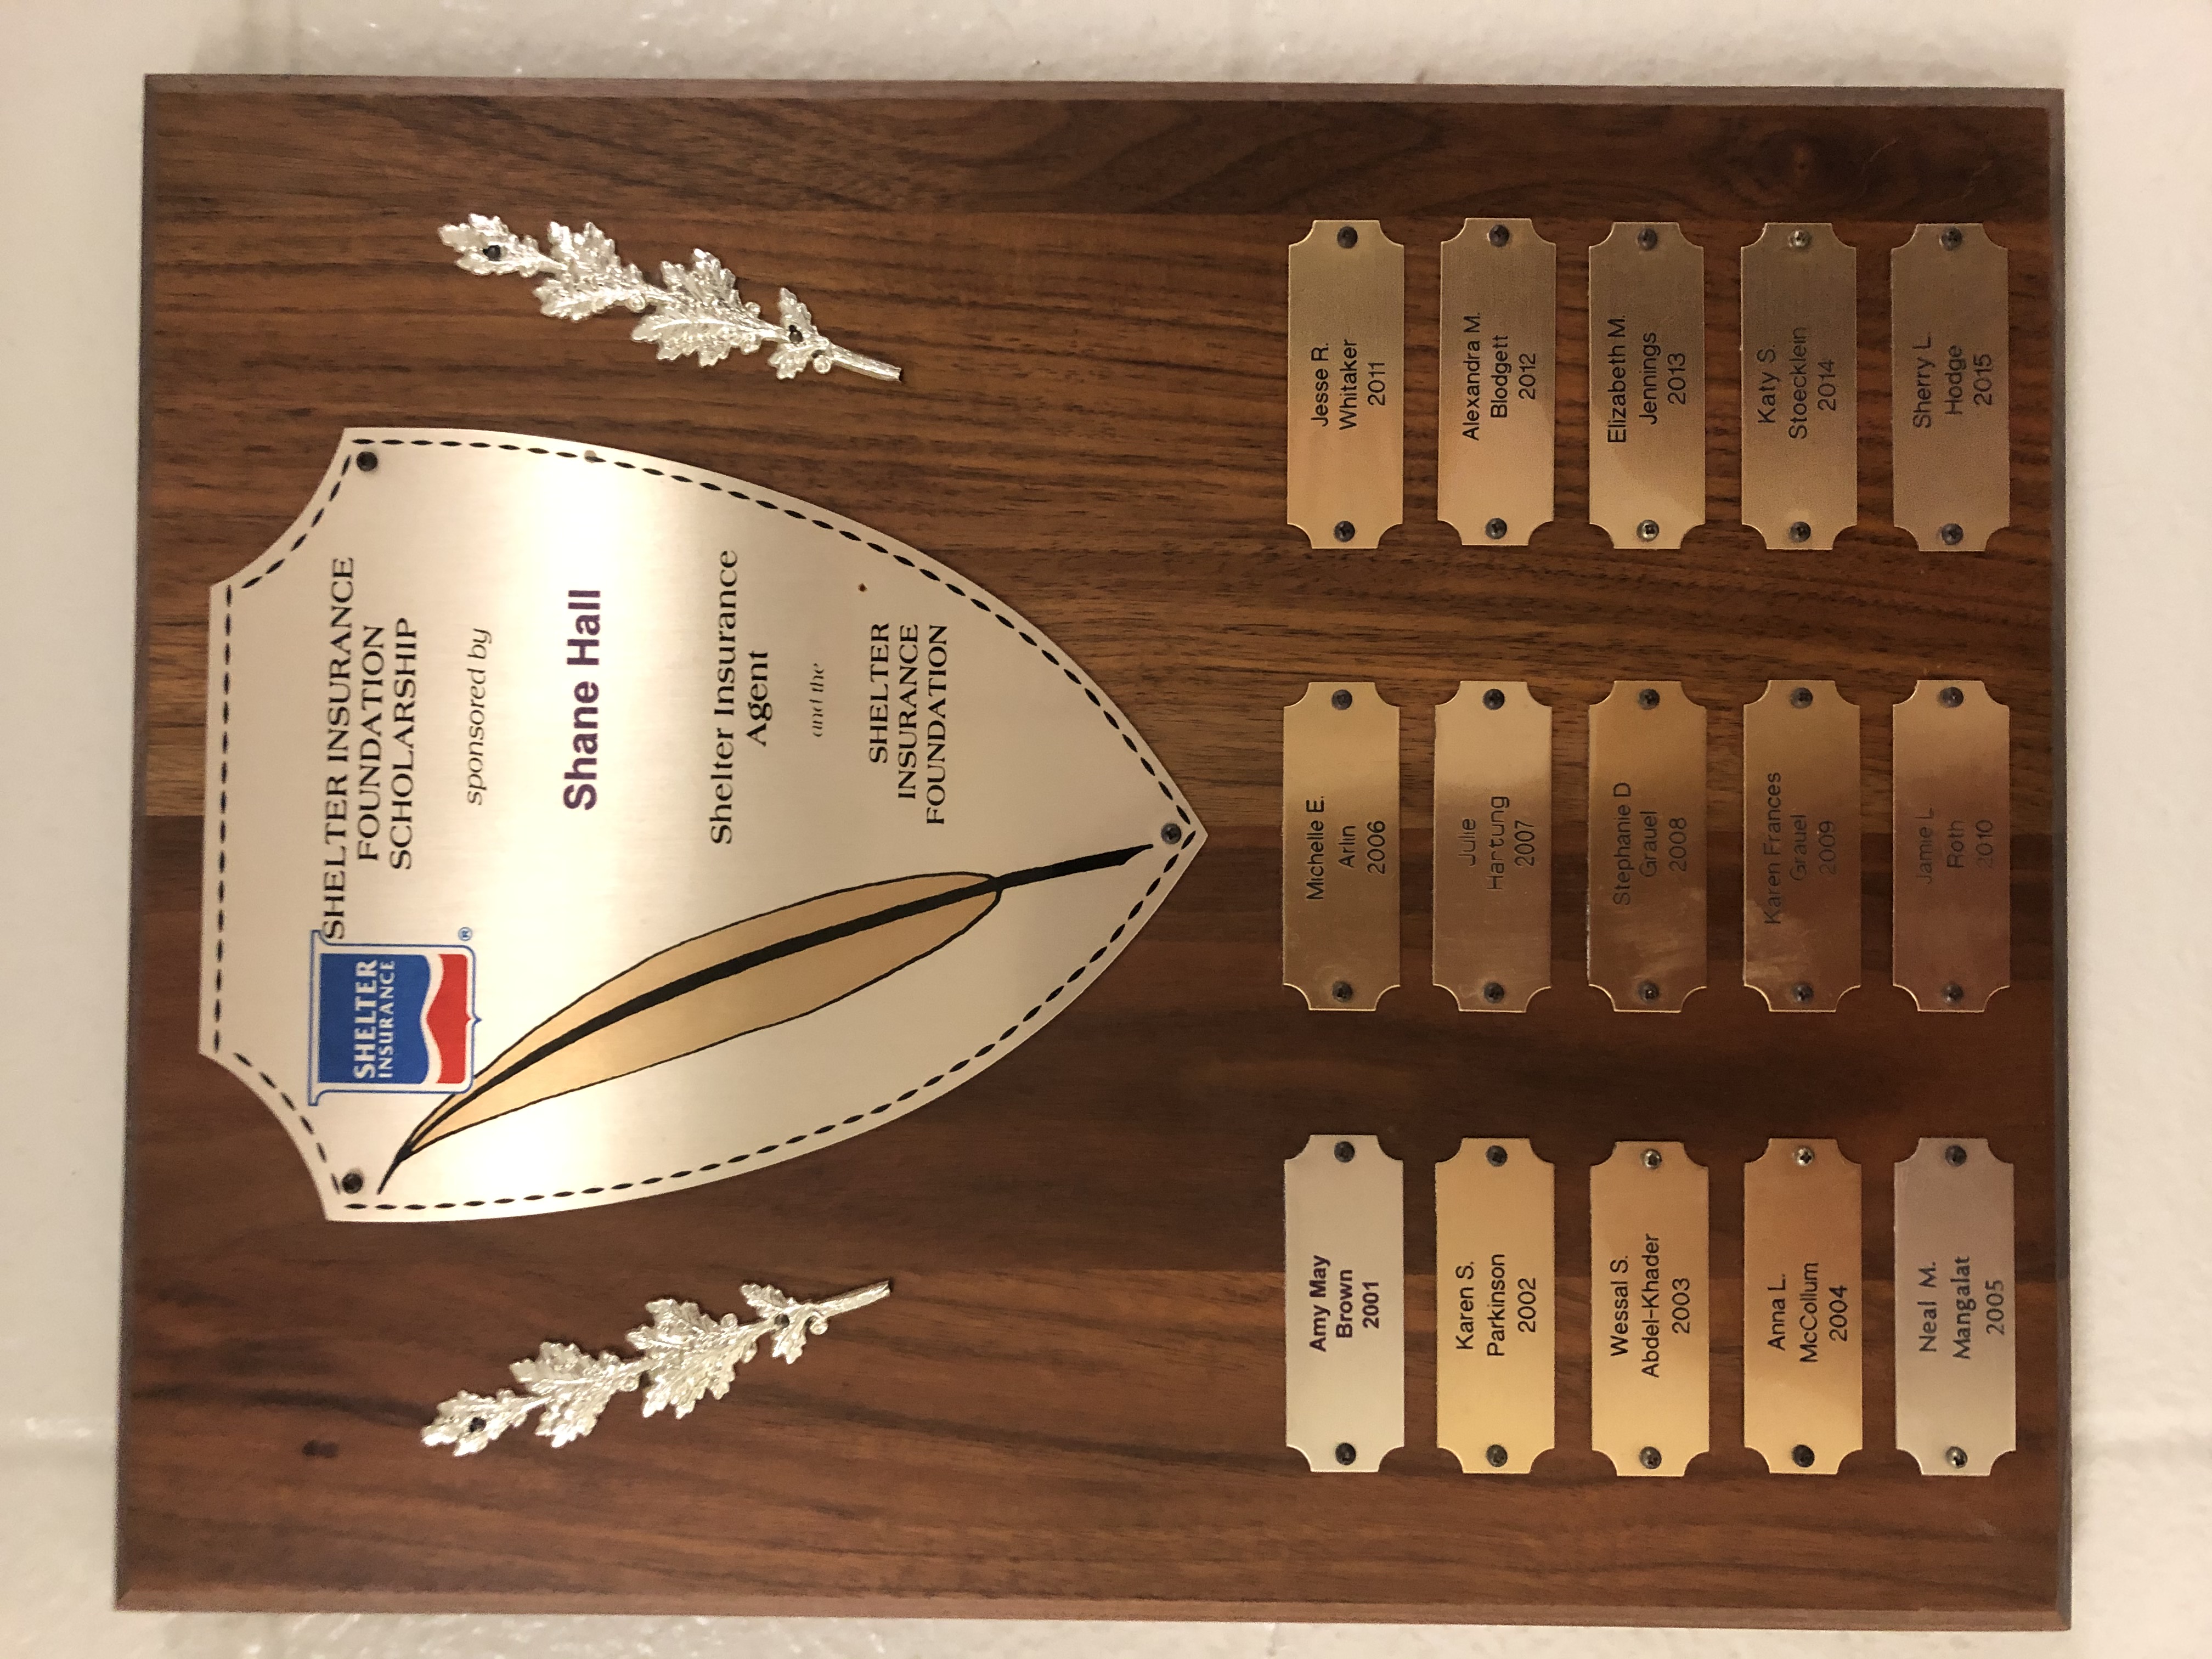 SHELTER
INSURANCE
®
SHELTER INSURANCE
FOUNDATION
SCHOLARSHIP
sponsored by
Shane Hall
Shelter Insurance
Agent
and the
SHELTER
INSURANCE
FOUNDATION
Amy May
Brown
2001
Karen S.
Parkinson
2002
Wessal S.
Abdel-Khader
2003
Anna L.
McCollum
2004
Neal M.
Mangalat
2005
Michelle E.
Arlin
2006
Julie
Hartung
2007
Stephanie D
Grauel
2008
Karen Frances
Grauel
2009
Jamie L.
Roth
2010
Jesse R.
Whitaker
2011
Alexandra M.
Blodgett
2012
Elizabeth M.
Jennings
2013
Katy S.
Stoecklein
2014
Sherry L.
Hodge
2015